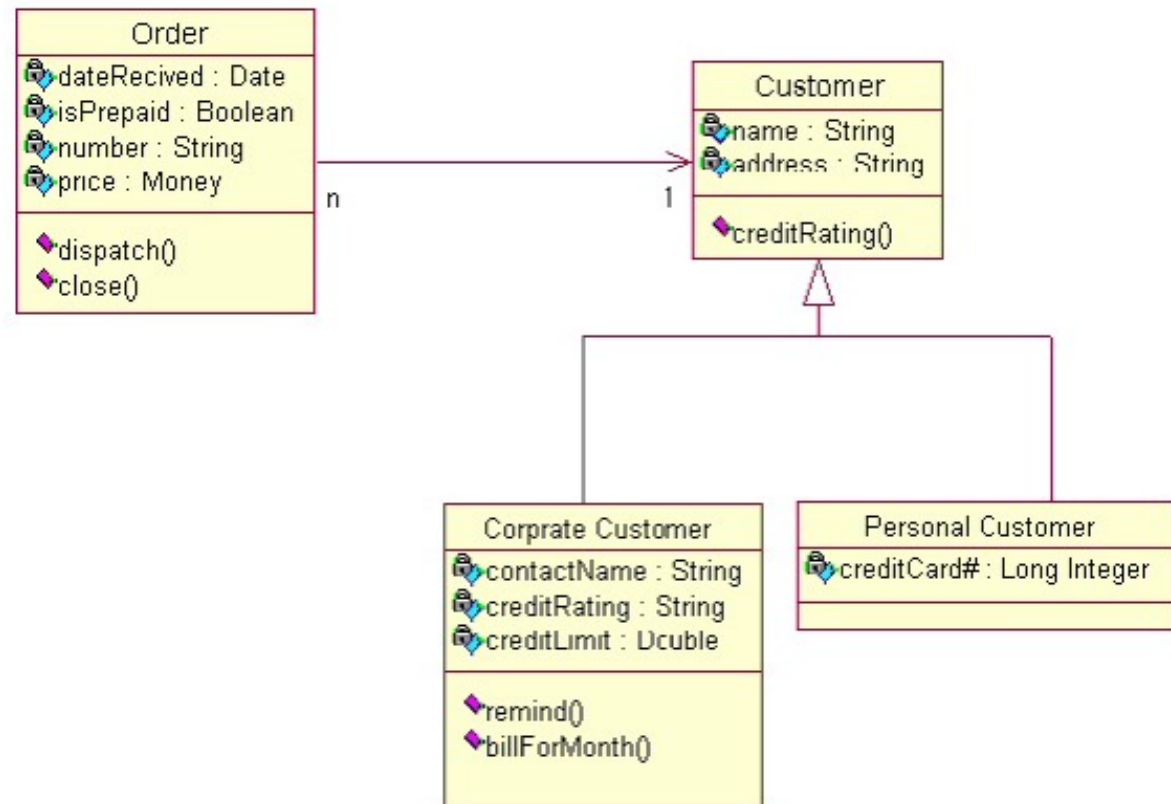 Order
dateRecived : Date
isPrepaid : Boolean
number : String
price : Money
dispatch()
close()
n
1
Customer
name : String
address : String
creditRating()
Corprate Customer
contactName : String
creditRating : String
creditLimit : Double
remind()
billForMonth()
Personal Customer
creditCard# : Long Integer